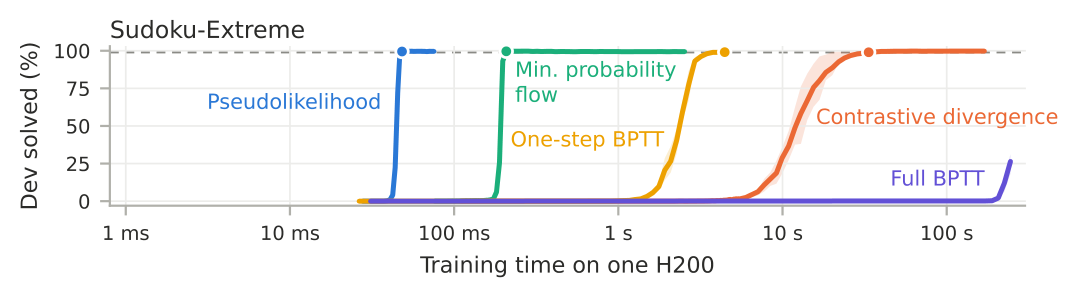 Sudoku-Extreme
Dev solved (%)
100
75
50
25
0
Pseudolikelihood
Min. probability
flow
One-step BPTT
Contrastive divergence
Full BPTT
1 ms
10 ms
100 ms
1 s
10 s
100 s
Training time on one H200